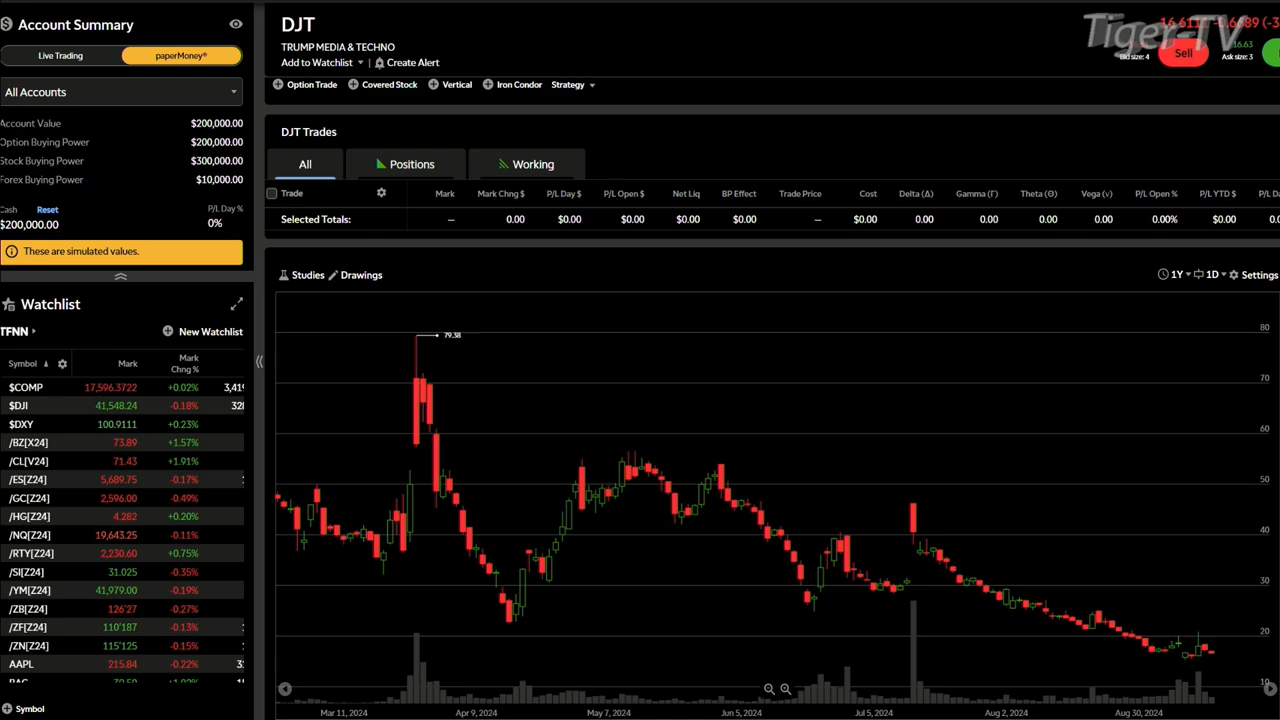 Account Summary
Live Trading
paperMoney®
All Accounts
Account Value $200,000.00
Option Buying Power $200,000.00
Stock Buying Power $300,000.00
Forex Buying Power $10,000.00
Cash Reset P/L Day %
$200,000.00 0%
These are simulated values.
Watchlist
TFNN
New Watchlist
Symbol Mark Mark Chng %
$COMP 17,596.3722 +0.02%
$DJI 41,548.24 -0.18%
$DXY 100.9111 +0.23%
/BZ[X24] 73.89 +1.57%
/CL[V24] 71.43 +1.91%
/ES[Z24] 5,689.75 -0.17%
/GC[Z24] 2,596.00 -0.49%
/HG[Z24] 4.282 +0.20%
/NQ[Z24] 19,643.25 -0.11%
/RTY[Z24] 2,230.60 +0.75%
/SI[Z24] 31.025 -0.35%
/YM[Z24] 41,979.00 -0.19%
/ZB[Z24] 126'27 -0.27%
/ZF[Z24] 110'187 -0.13%
/ZN[Z24] 115'125 -0.15%
AAPL 215.84 -0.22%
Symbol
DJT
TRUMP MEDIA & TECHNO
Add to Watchlist | Create Alert
Tiger-TV
Sell
16.63
Bid size: 4
Ask size: 3
Option Trade Covered Stock Vertical Iron Condor Strategy
DJT Trades
All Positions Working
Trade Mark Mark Chng $ P/L Day $ P/L Open $ Net Liq BP Effect Trade Price Cost Delta (Δ) Gamma (Γ) Theta (Θ) Vega (ν) P/L Open % P/L YTD $
Selected Totals: – 0.00 $0.00 $0.00 $0.00 $0.00 – $0.00 0.00 0.00 0.00 0.00 0.00% $0.00
Studies Drawings
1Y 1D Settings
79.38
80
70
60
50
40
30
20
10
Mar 11, 2024 Apr 9, 2024 May 7, 2024 Jun 5, 2024 Jul 5, 2024 Aug 2, 2024 Aug 30, 2024